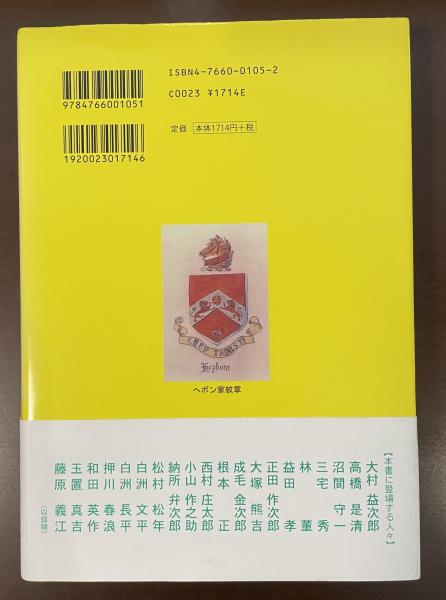 ISBN4-7660-0105-2
9784766001051
C0023 ¥1714E
定価 本体1714円+税
1920023017146
KEEP TRYST
Hepburn
ヘボン家紋章
【本書に登場する人々】
大村 益次郎
高橋 是清
沼間 守一
三宅 秀
林 董
益田 孝
正田 作次郎
大塚 熊吉
成毛 金次郎
根本 正
西村 庄太郎
小山 作之助
納所 弁次郎
松村 松年
白洲 文平
白洲 長平
押川 春浪
和田 英作
玉置 真吉
藤原 義江
(収録順)